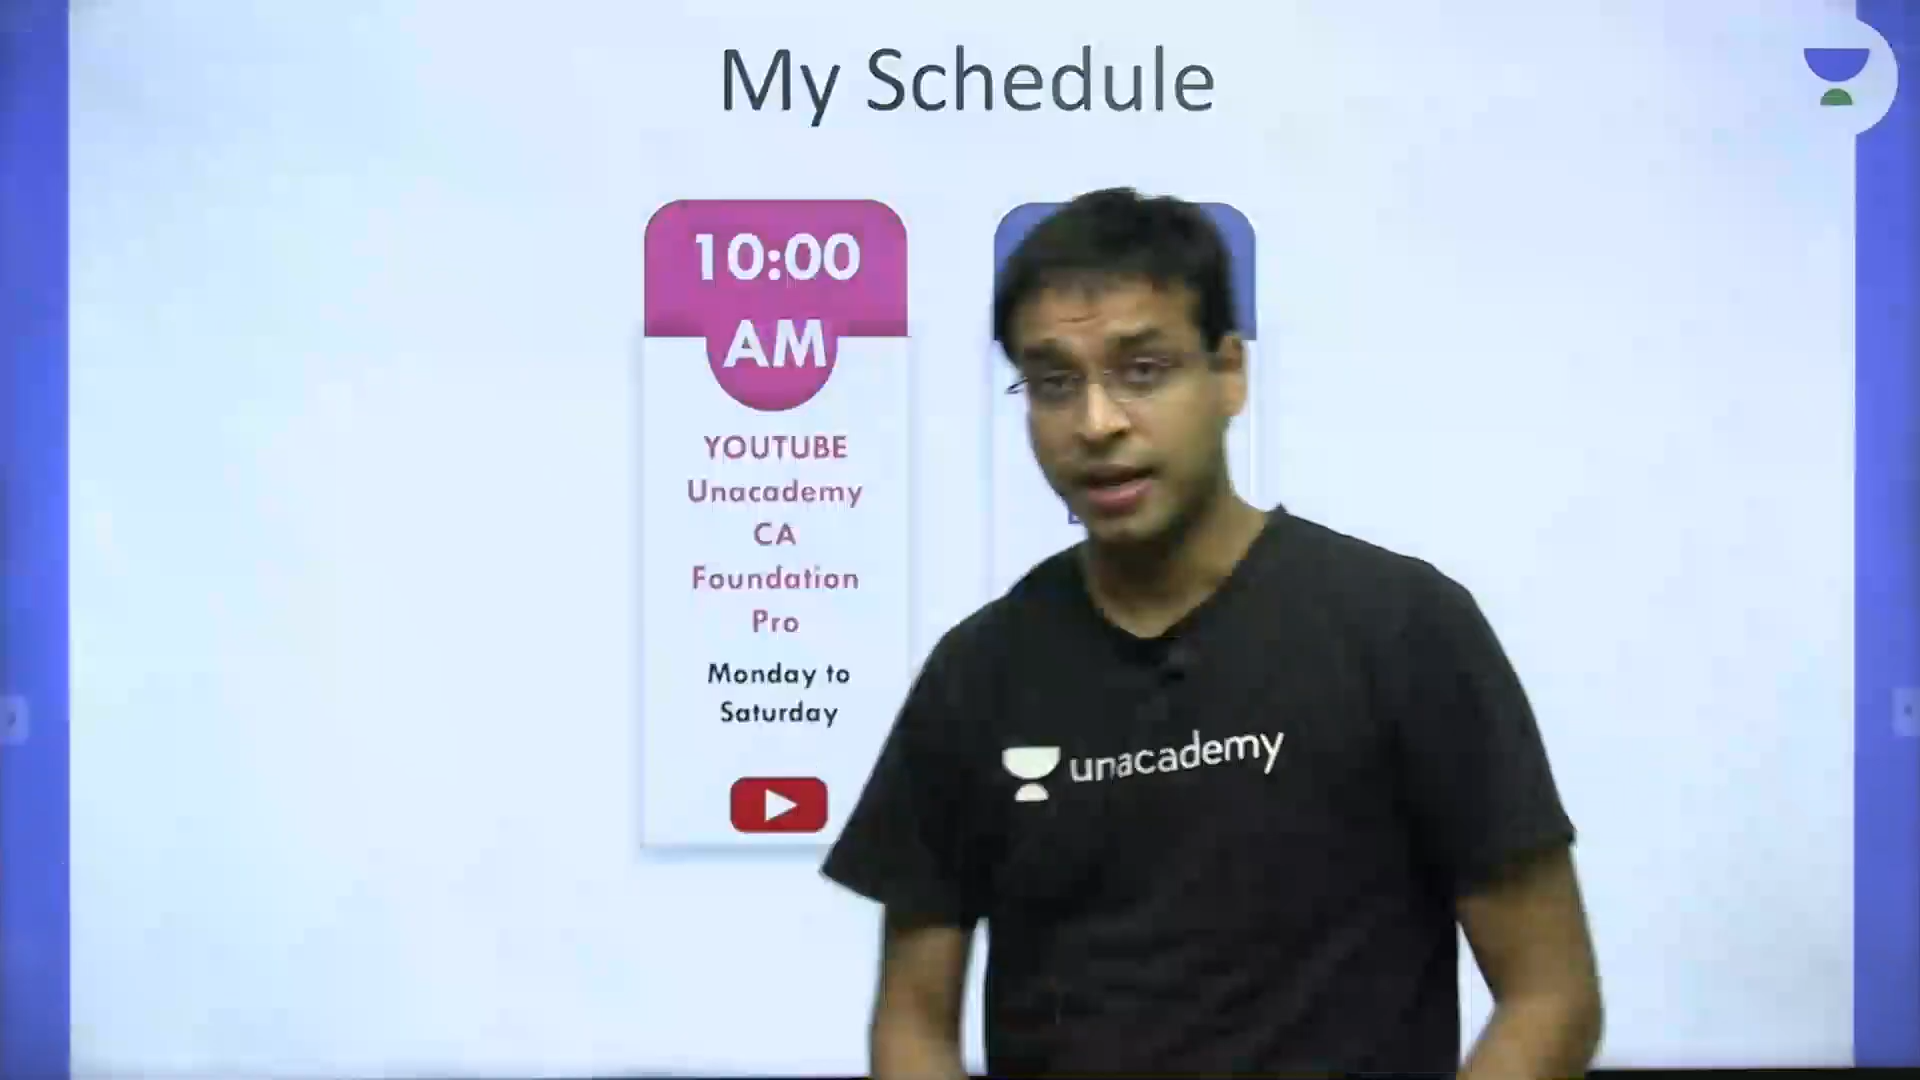 My Schedule
10:00
AM
YOUTUBE
Unacademy
CA
Foundation
Pro
Monday to
Saturday
unacademy